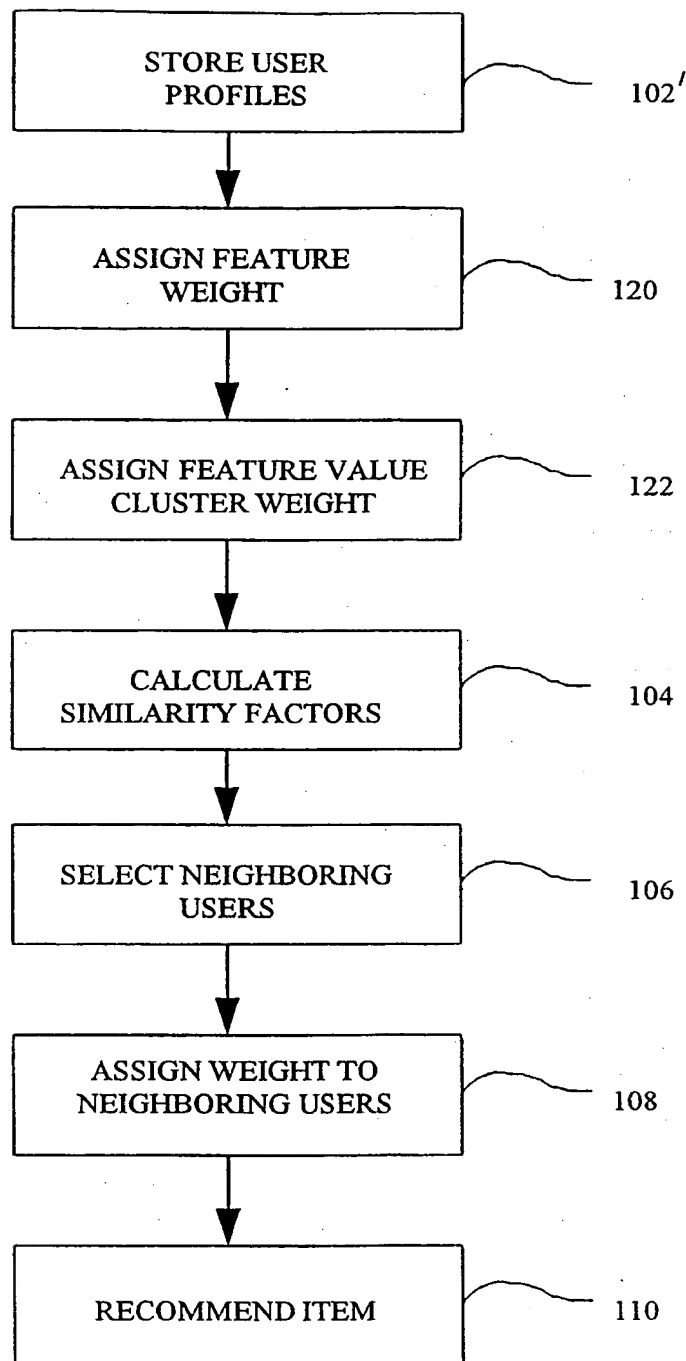 STORE USER
PROFILES
102'
ASSIGN FEATURE
WEIGHT
120
ASSIGN FEATURE VALUE
CLUSTER WEIGHT
122
CALCULATE
SIMILARITY FACTORS
104
SELECT NEIGHBORING
USERS
106
ASSIGN WEIGHT TO
NEIGHBORING USERS
108
RECOMMEND ITEM
110